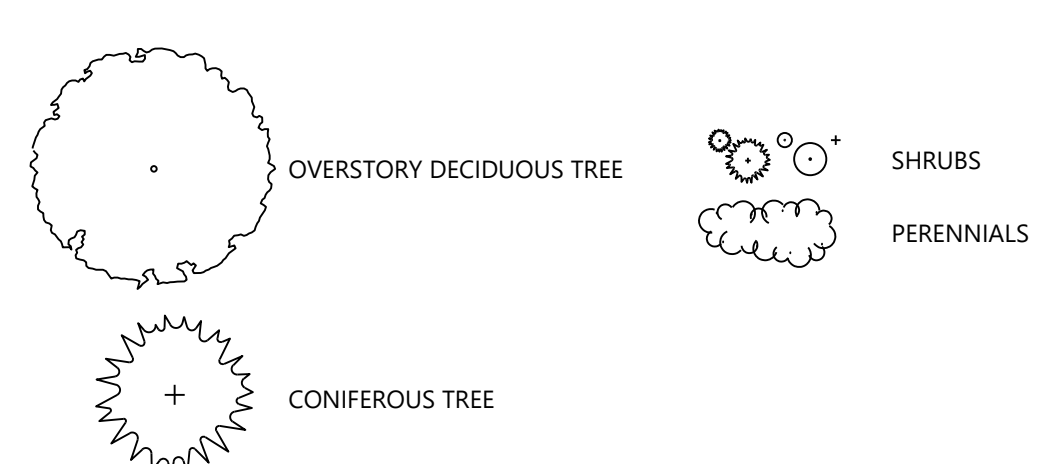 OVERSTORY DECIDUOUS TREE
SHRUBS
PERENNIALS
CONIFEROUS TREE